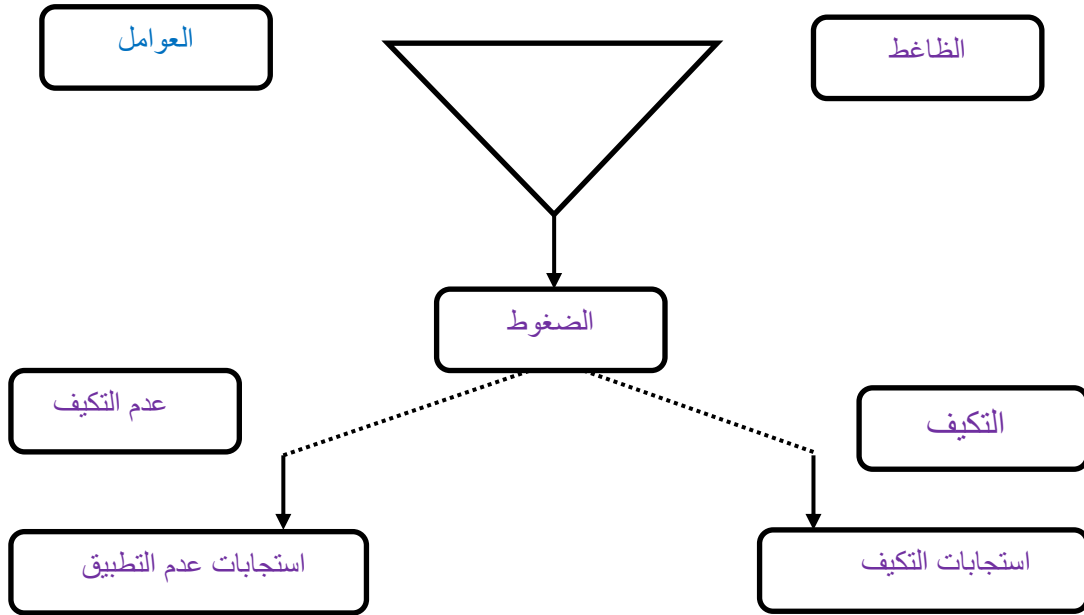 الظاغط
العوامل
الضغوط
التكيف
عدم التكيف
استجابات التكيف
استجابات عدم التطبيق